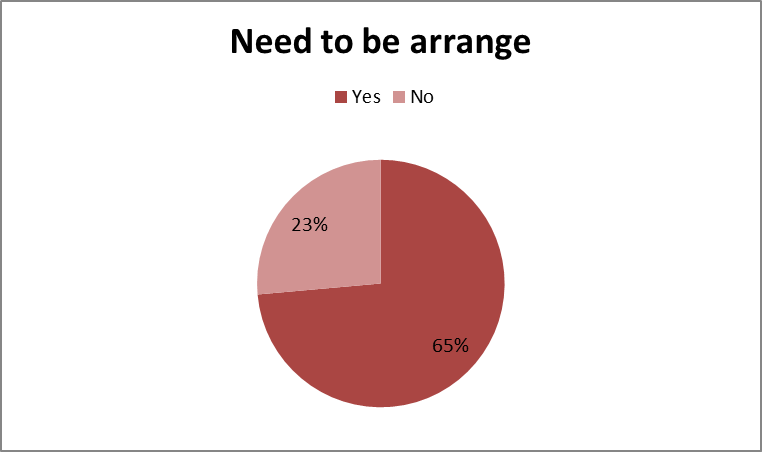 Need to be arrange
Yes No
23%
65%